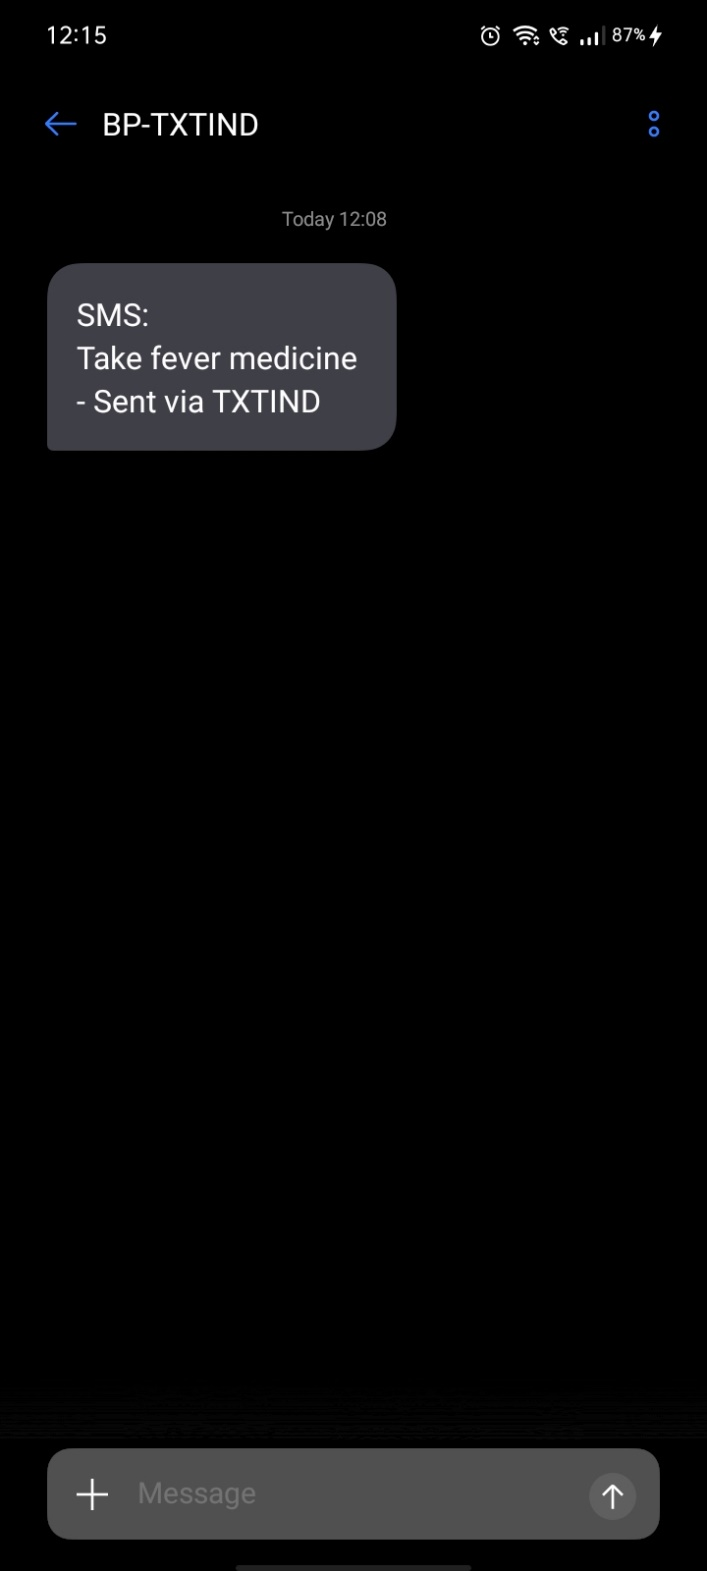 12:15
87%
BP-TXTIND
Today 12:08
SMS:
Take fever medicine
- Sent via TXTIND
Message